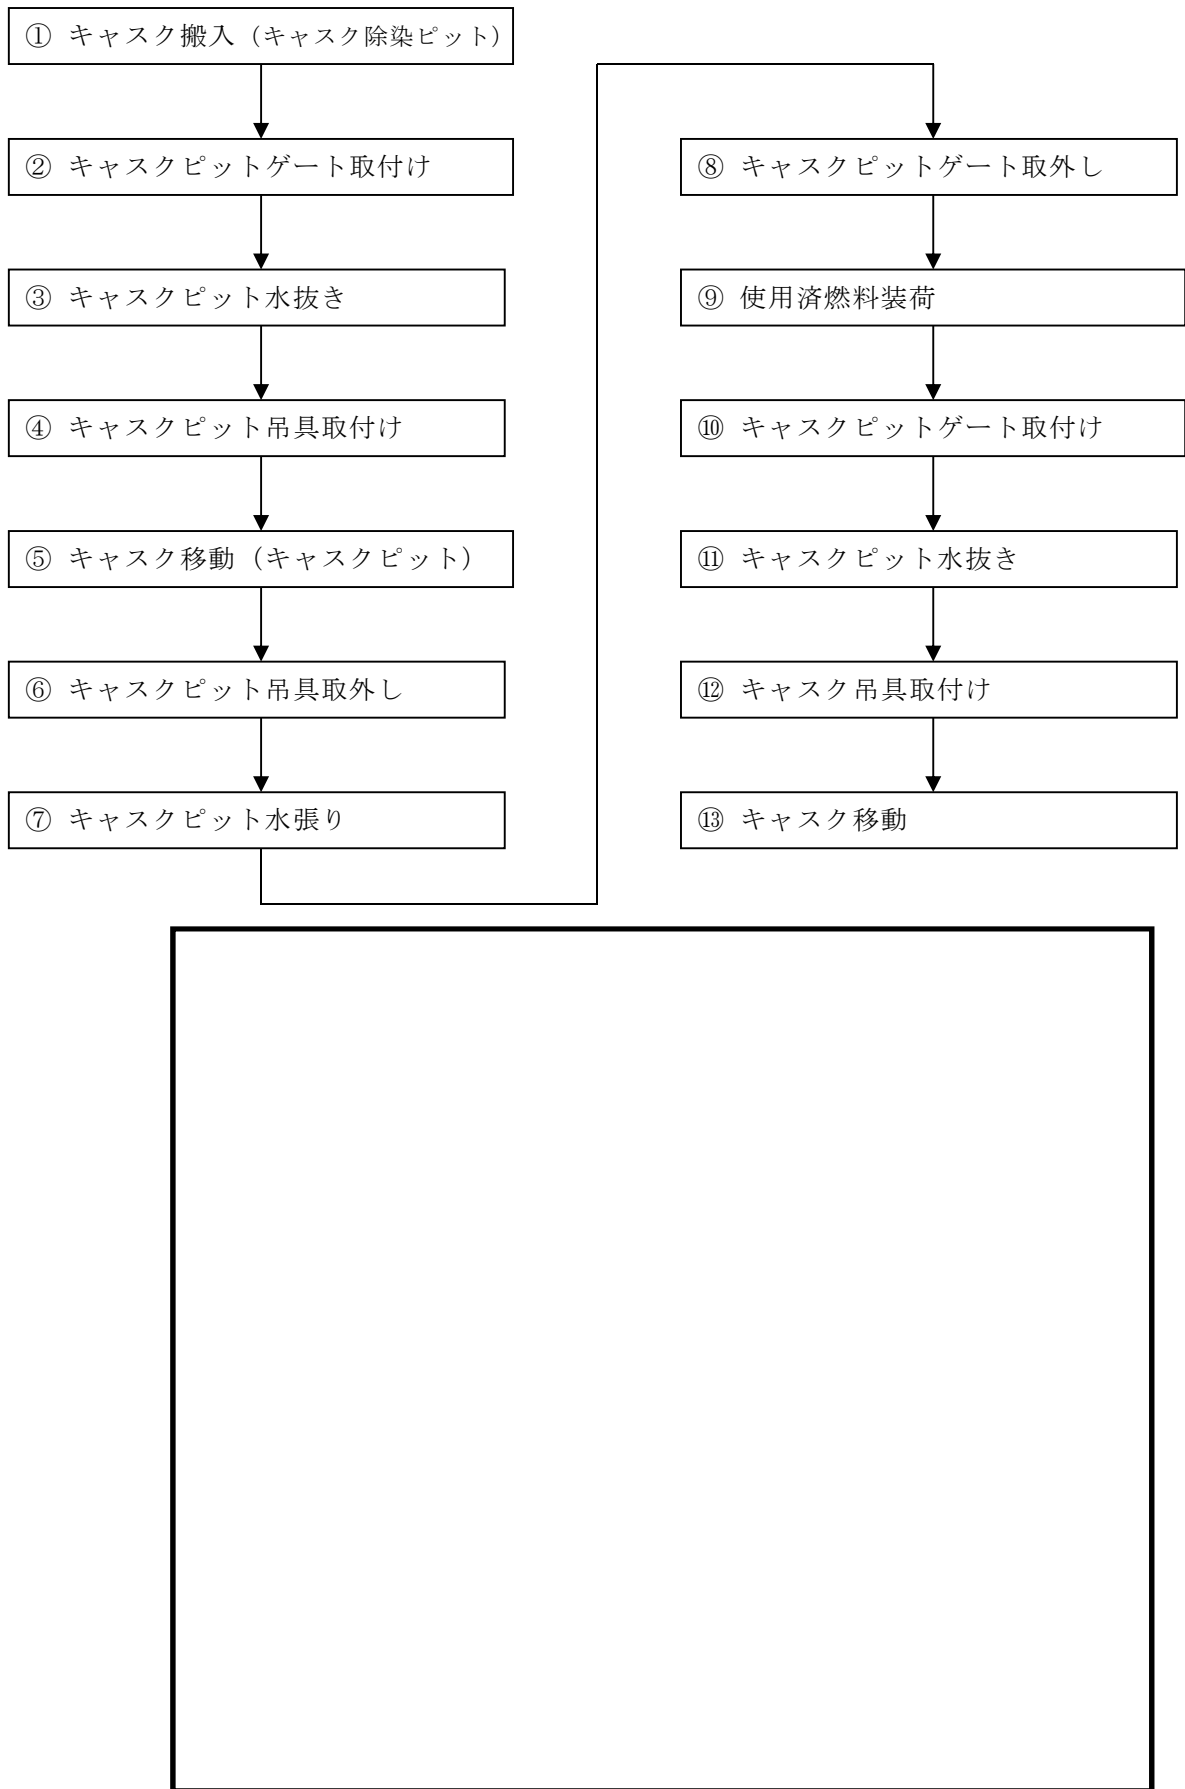 ① キャスク搬入（キャスク除染ピット）
② キャスクピットゲート取付け
③ キャスクピット水抜き
④ キャスクピット吊具取付け
⑤ キャスク移動（キャスクピット）
⑥ キャスクピット吊具取外し
⑦ キャスクピット水張り
⑧ キャスクピットゲート取外し
⑨ 使用済燃料装荷
⑩ キャスクピットゲート取付け
⑪ キャスクピット水抜き
⑫ キャスク吊具取付け
⑬ キャスク移動